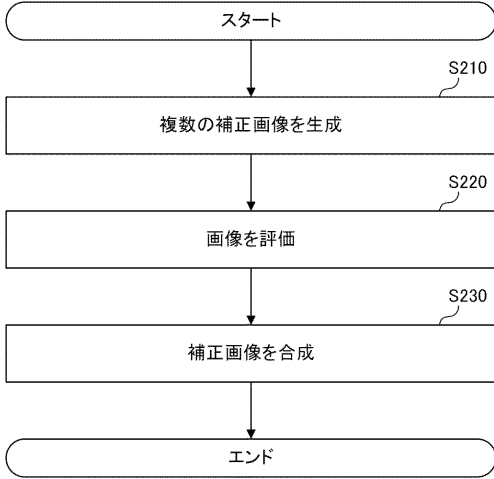 スタート
S210
複数の補正画像を生成
S220
画像を評価
S230
補正画像を合成
エンド